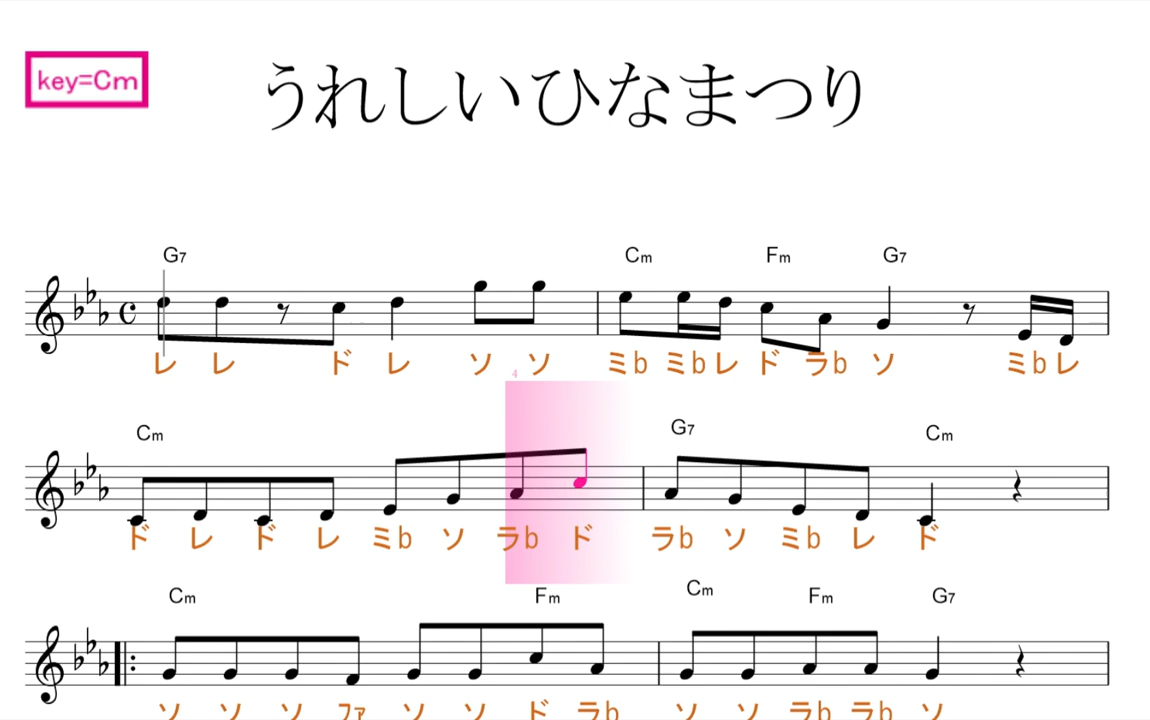 key=Cm
うれしいひなまつり
G7 Cm Fm G7
レ レ ド レ ソ ソ ミb ミb レ ド ラb ソ ミb レ
4
Cm G7 Cm
ド レ ド レ ミb ソ ラb ド ラb ソ ミb レ ド
Cm Fm Cm Fm G7
ソ ソ ソ ファ ソ ソ ド ラb ソ ソ ラb ラb ソ